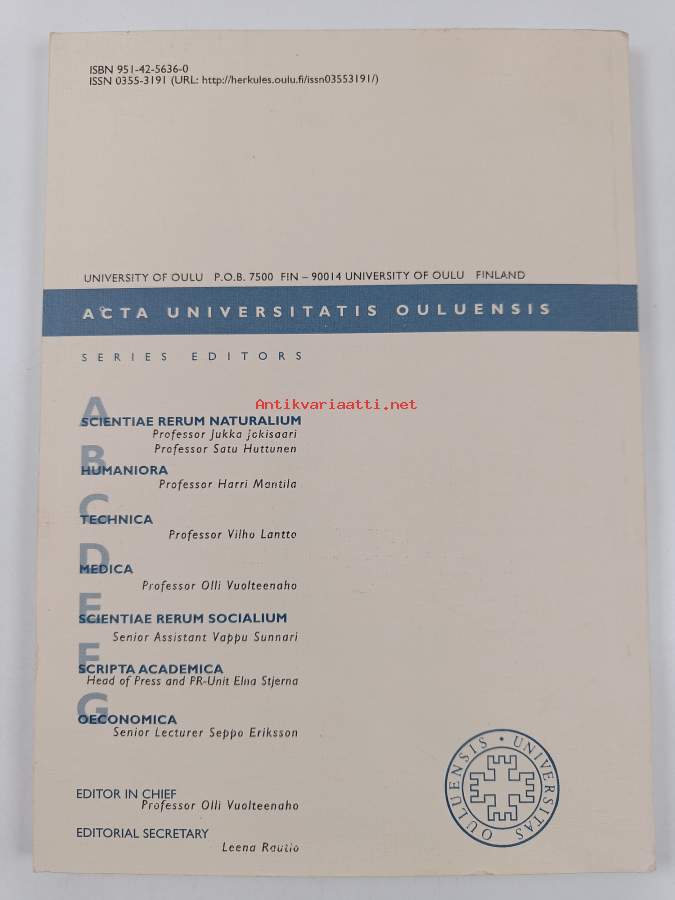 ISBN 951-42-5636-0
ISSN 0355-3191 (URL: http://herkules.oulu.fi/issn03553191/)
UNIVERSITY OF OULU P.O.B. 7500 FIN – 90014 UNIVERSITY OF OULU FINLAND
ACTA UNIVERSITATIS OULUENSIS
SERIES EDITORS
Antikvariaatti.net
A
SCIENTIAE RERUM NATURALIUM
Professor Jukka Jokisaari
Professor Satu Huttunen
B
HUMANIORA
Professor Harri Mantila
C
TECHNICA
Professor Vilho Lantto
D
MEDICA
Professor Olli Vuolteenaho
E
SCIENTIAE RERUM SOCIALIUM
Senior Assistant Vappu Sunnari
F
SCRIPTA ACADEMICA
Head of Press and PR-Unit Elna Stjerna
G
OECONOMICA
Senior Lecturer Seppo Eriksson
EDITOR IN CHIEF
Professor Olli Vuolteenaho
EDITORIAL SECRETARY
Leena Rautio
UNIVERSITAS OULUENSIS